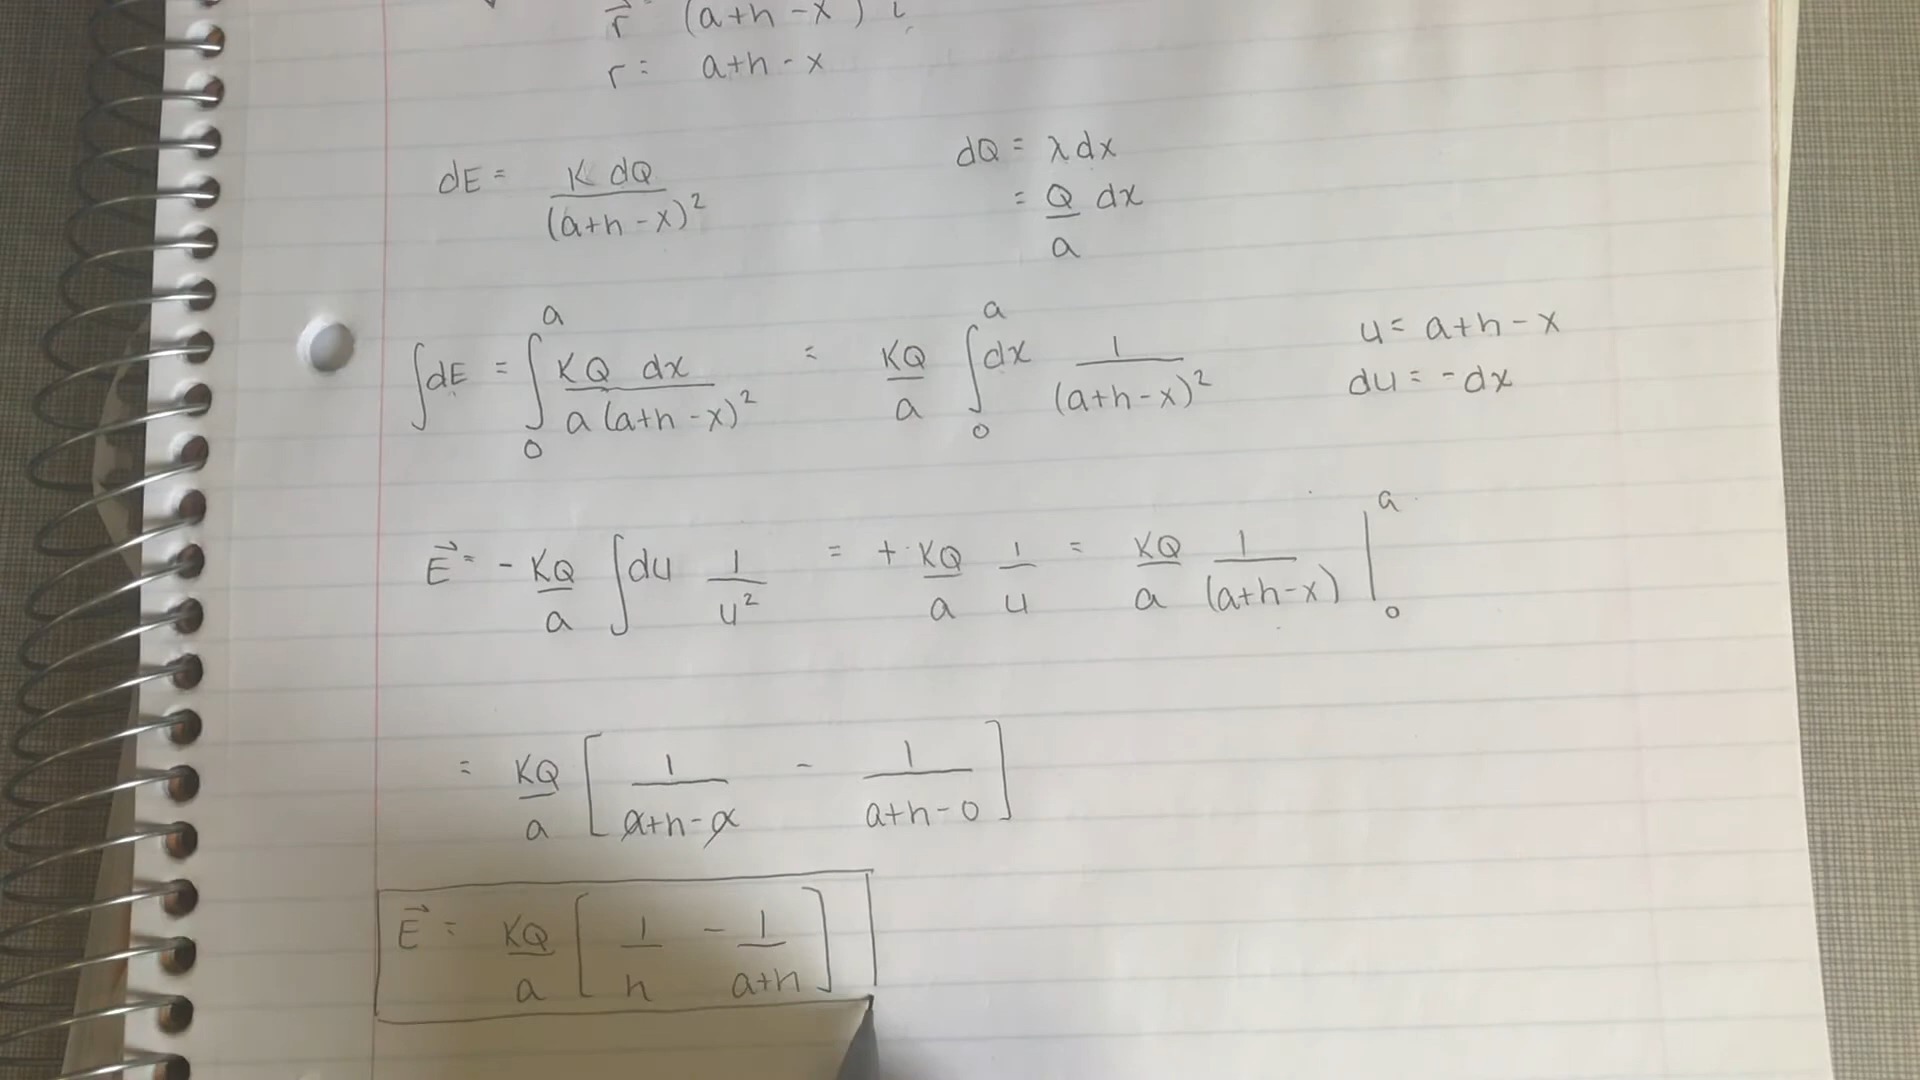 r⃗ (a+h-x) î
r = a+h-x
dE = K dQ / (a+h-x)²
dQ = λdx
= Q/a dx
∫dE = ∫₀ᵃ KQ dx / a(a+h-x)² = KQ/a ∫₀ᵃ dx 1/(a+h-x)²
u = a+h-x
du = -dx
E⃗ = -KQ/a ∫du 1/u² = +KQ/a 1/u = KQ/a 1/(a+h-x) |₀ᵃ
= KQ/a [1/(a+h-a) - 1/(a+h-0)]
E⃗ = KQ/a [1/h - 1/(a+h)]